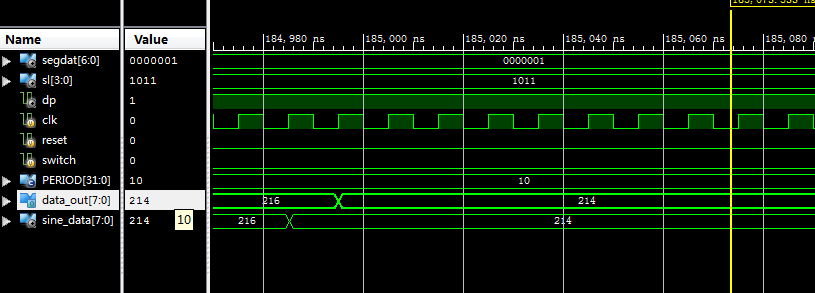 Name Value 184,980 ns 185,000 ns 185,020 ns 185,040 ns 185,060 ns 185,080
segdat[6:0] 0000001 0000001
sl[3:0] 1011 1011
dp 1
clk 0
reset 0
switch 0
PERIOD[31:0] 10 10
data_out[7:0] 214 216 214
sine_data[7:0] 214 10 216 214